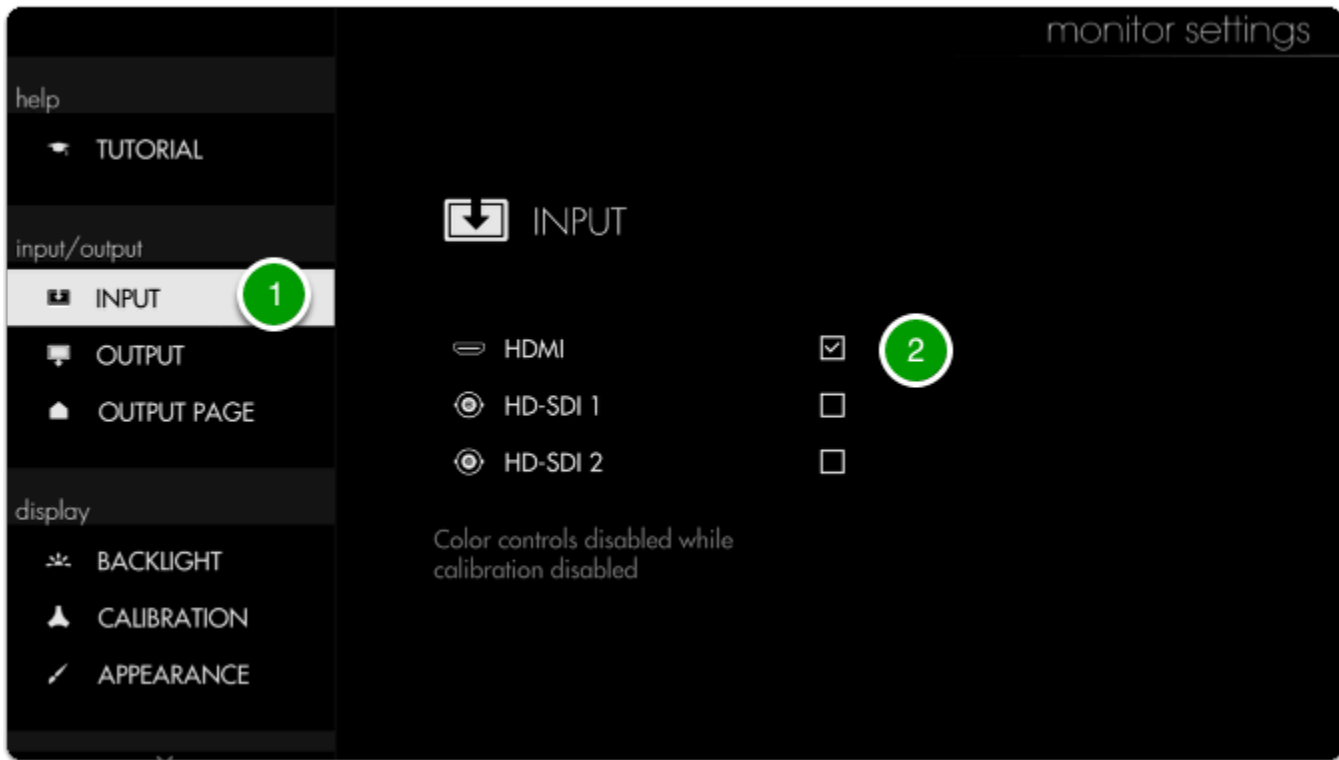 monitor settings
help
TUTORIAL
input/output
INPUT
1
OUTPUT
OUTPUT PAGE
display
BACKLIGHT
CALIBRATION
APPEARANCE
INPUT
HDMI
2
HD-SDI 1
HD-SDI 2
Color controls disabled while
calibration disabled